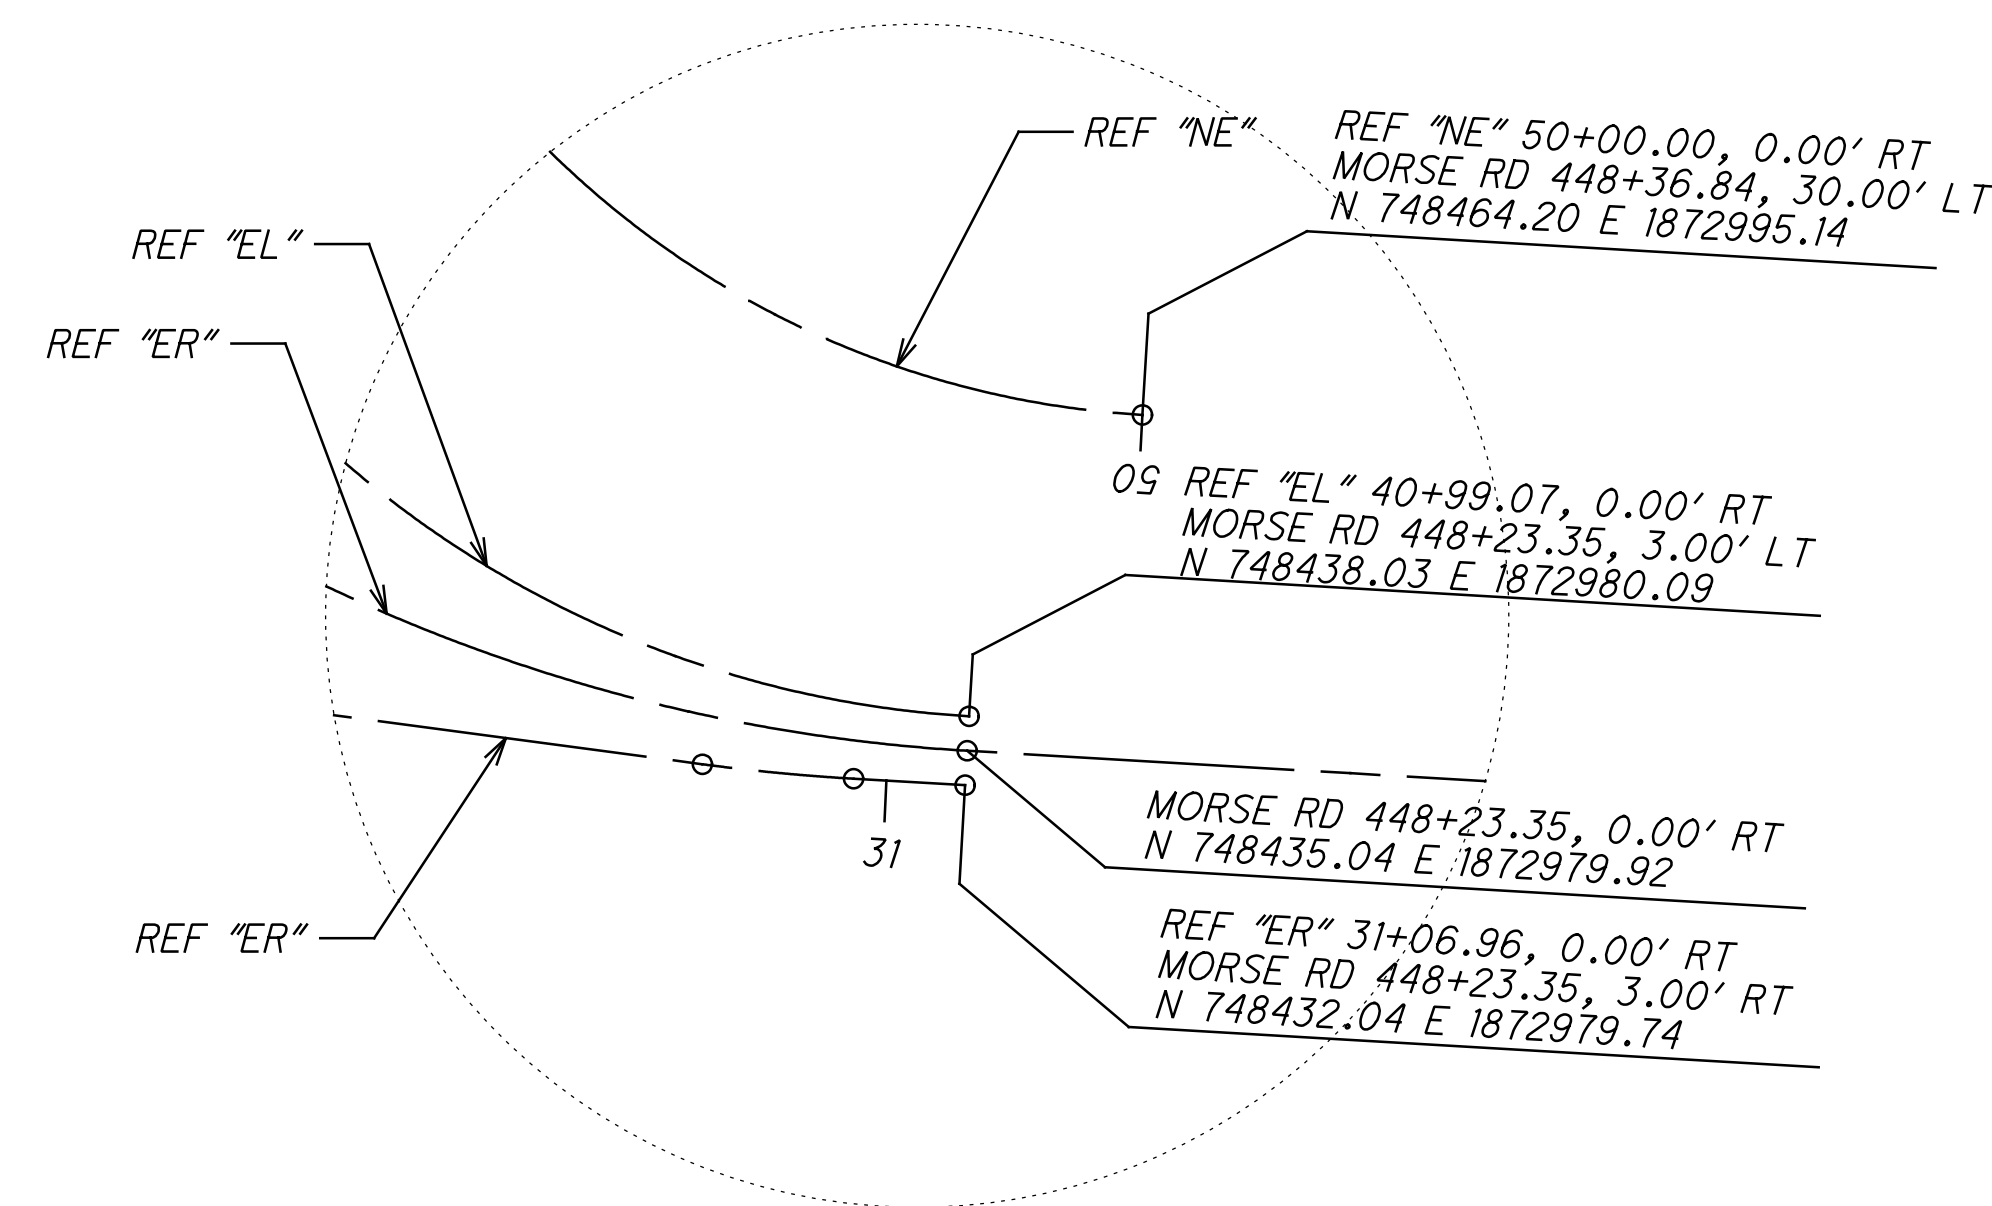 REF "NE"
REF "NE" 50+00.00, 0.00' RT
MORSE RD 448+36.84, 30.00' LT
N 748464.20 E 1872995.14
REF "EL"
REF "ER"
50
REF "EL" 40+99.07, 0.00' RT
MORSE RD 448+23.35, 3.00' LT
N 748438.03 E 1872980.09
MORSE RD 448+23.35, 0.00' RT
N 748435.04 E 1872979.92
31
REF "ER"
REF "ER" 31+06.96, 0.00' RT
MORSE RD 448+23.35, 3.00' RT
N 748432.04 E 1872979.74